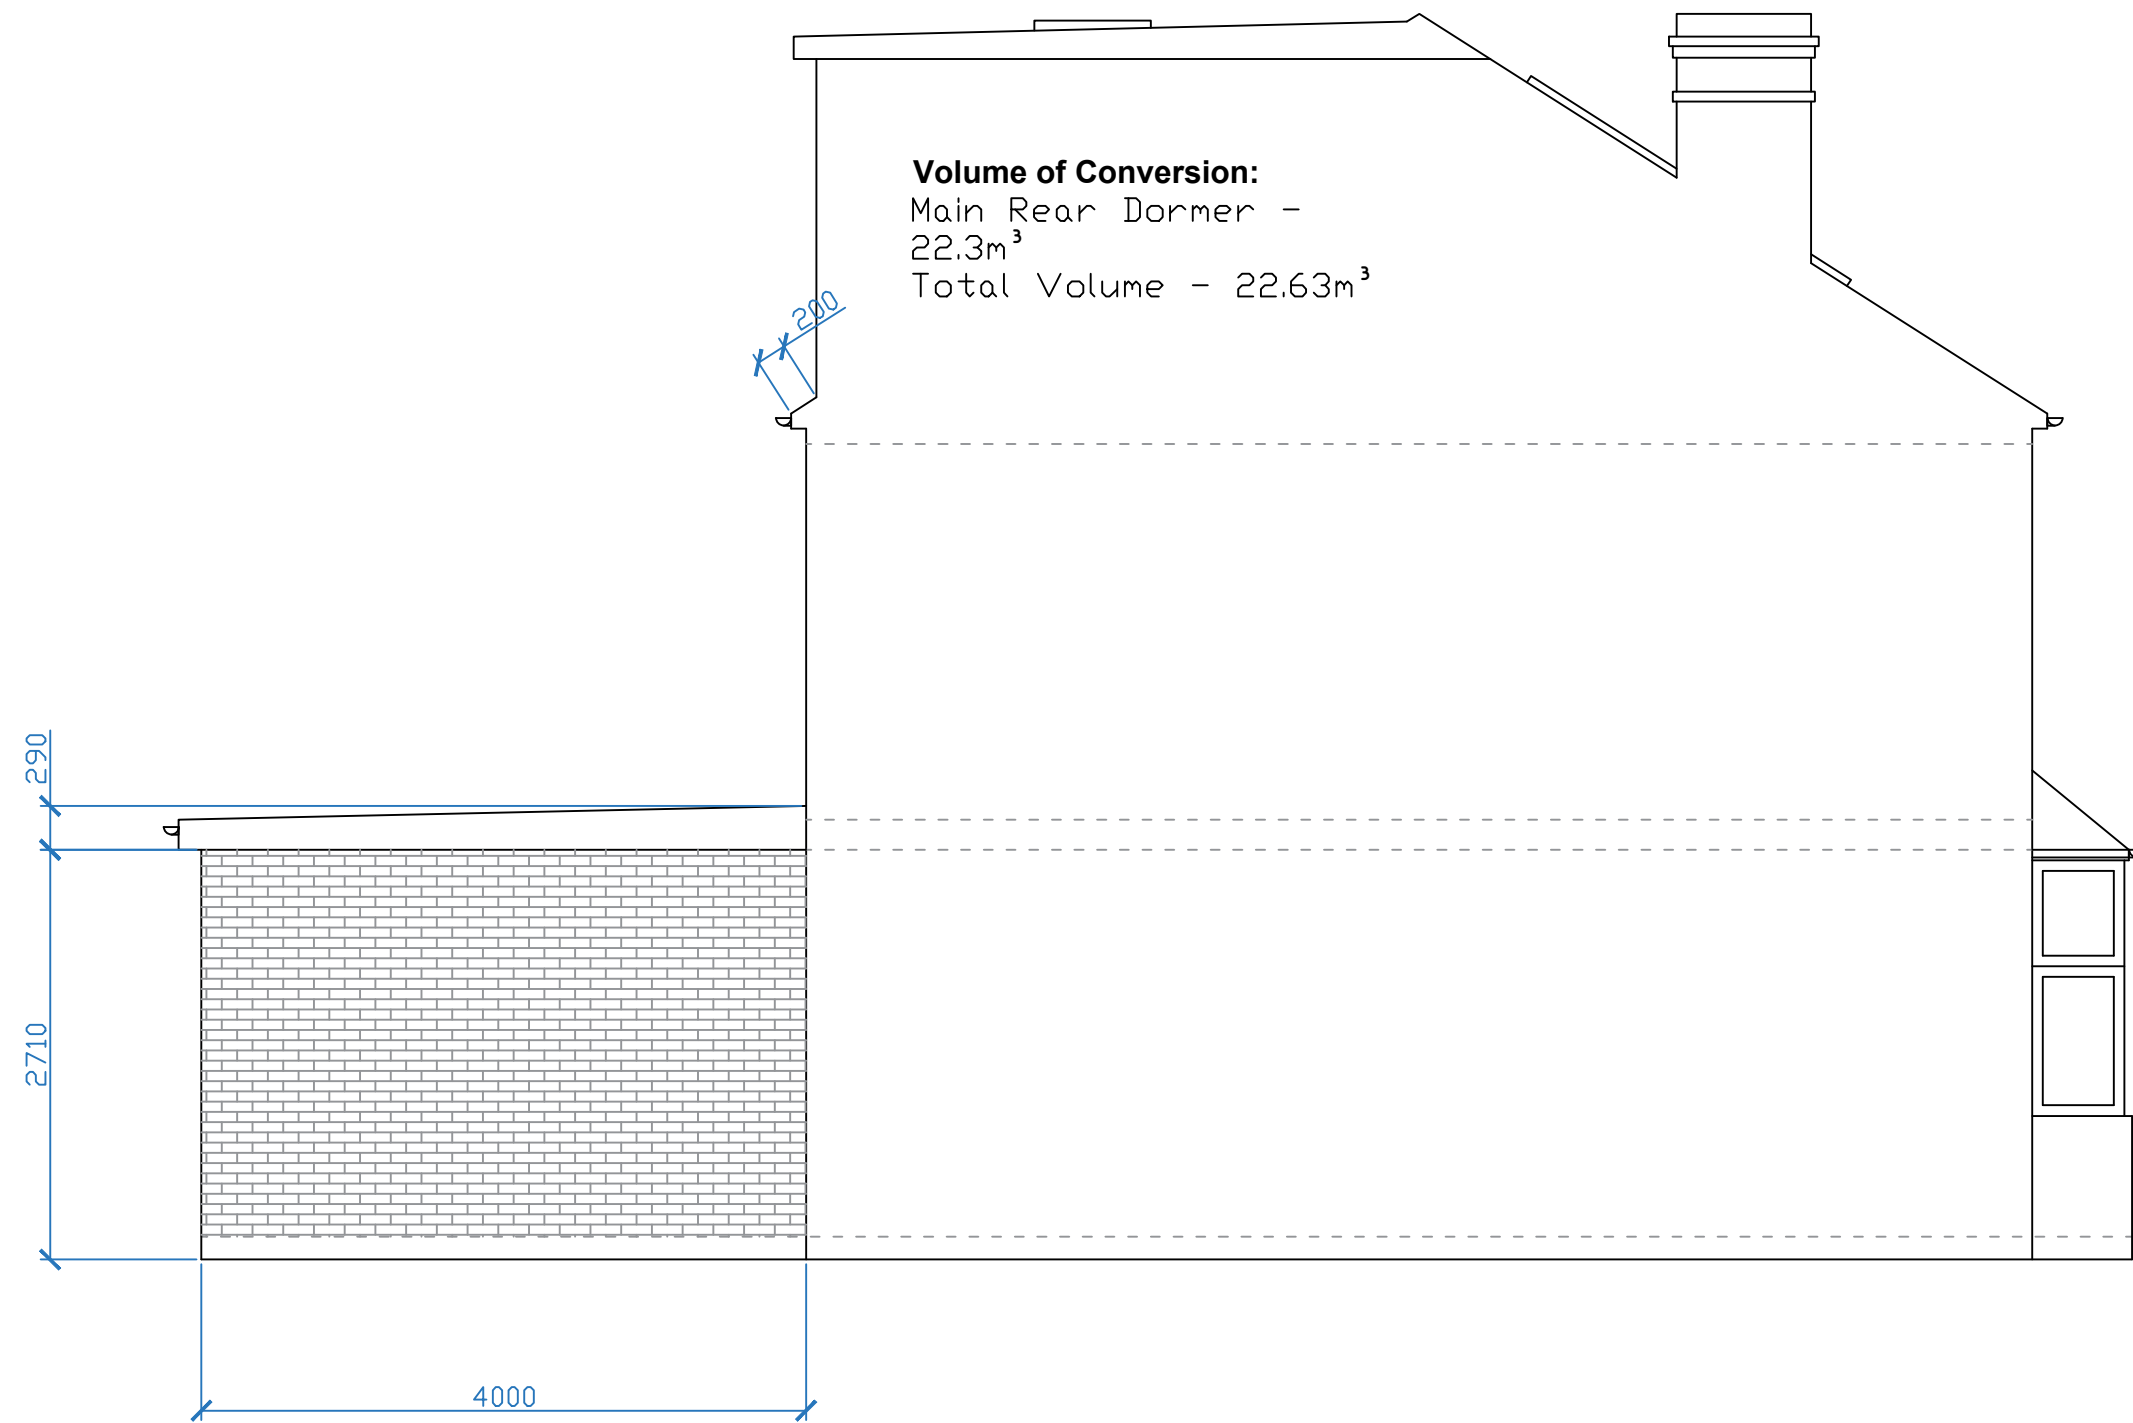 Volume of Conversion:
Main Rear Dormer -
22.3m³
Total Volume - 22.63m³
200
290
2710
4000